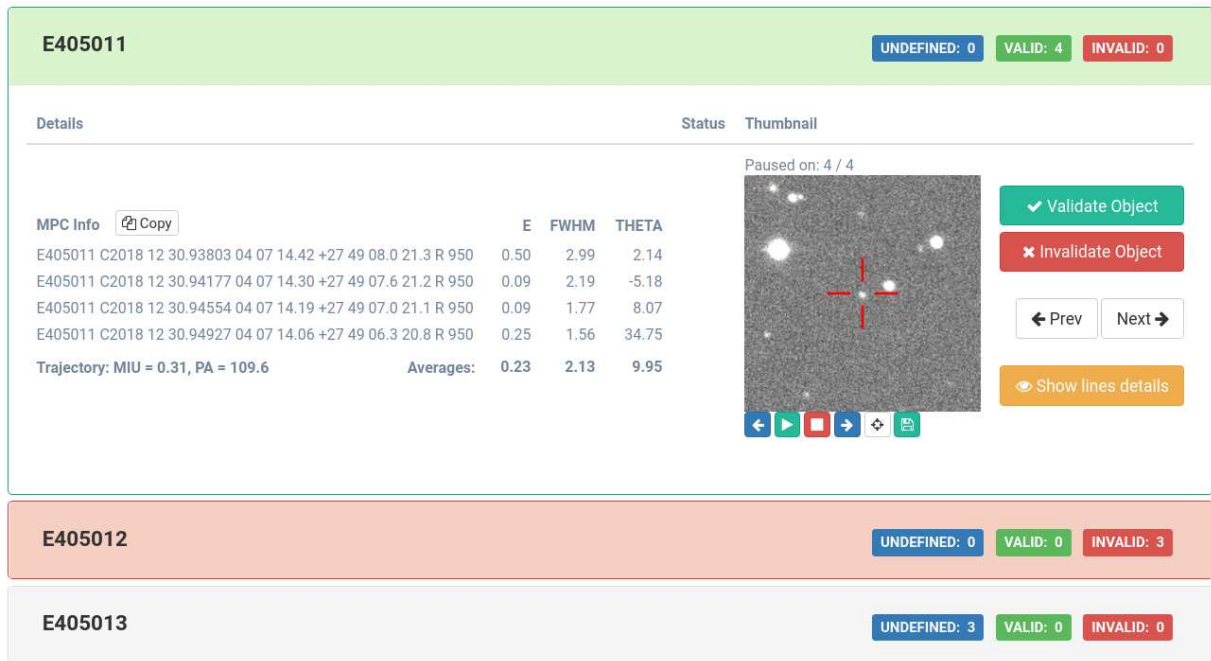 E405011
UNDEFINED: 0 VALID: 4 INVALID: 0
Details Status Thumbnail
Paused on: 4 / 4
MPC Info Copy E FWHM THETA
E405011 C2018 12 30.93803 04 07 14.42 +27 49 08.0 21.3 R 950 0.50 2.99 2.14
E405011 C2018 12 30.94177 04 07 14.30 +27 49 07.6 21.2 R 950 0.09 2.19 -5.18
E405011 C2018 12 30.94554 04 07 14.19 +27 49 07.0 21.1 R 950 0.09 1.77 8.07
E405011 C2018 12 30.94927 04 07 14.06 +27 49 06.3 20.8 R 950 0.25 1.56 34.75
Trajectory: MIU = 0.31, PA = 109.6 Averages: 0.23 2.13 9.95
Validate Object
Invalidate Object
Prev Next
Show lines details
E405012
UNDEFINED: 0 VALID: 0 INVALID: 3
E405013
UNDEFINED: 3 VALID: 0 INVALID: 0